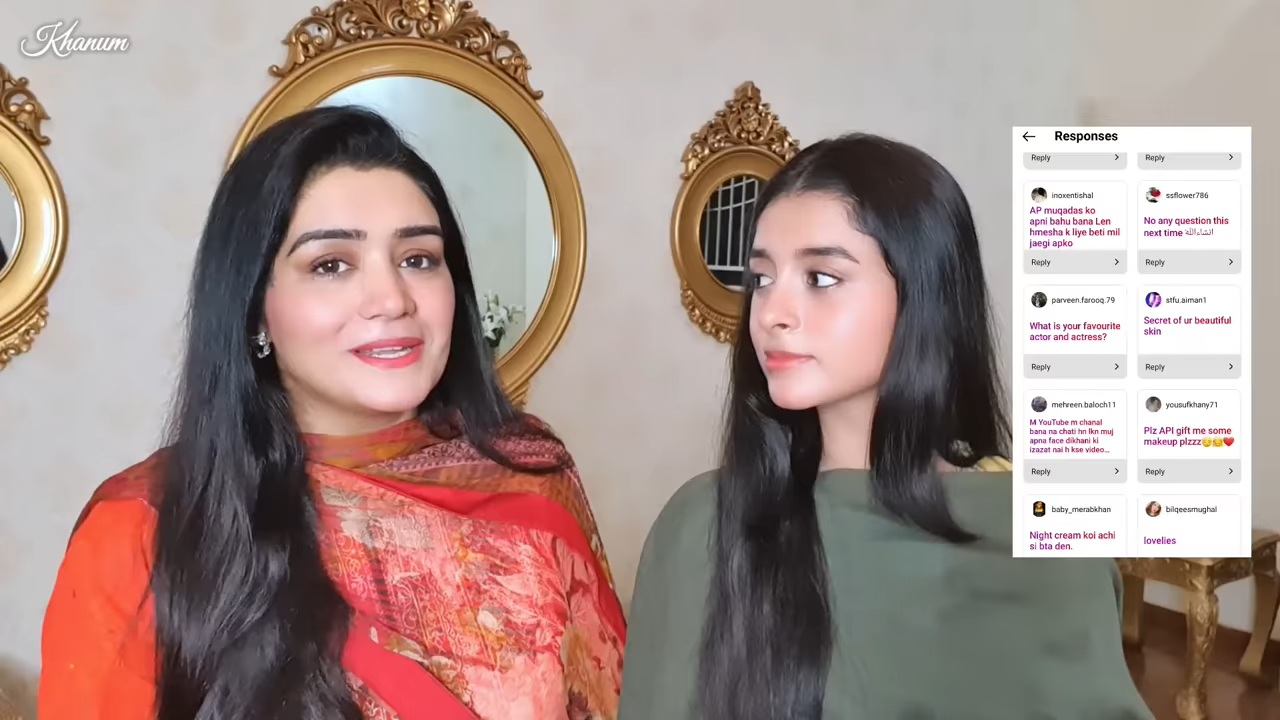 Khanum
Responses
Reply
Reply
inoxentishal
AP muqadas ko
apni bahu bana Len
hmesha k liye beti mil
jaegi apko
Reply
ssflower786
No any question this
next time انشاءالله
Reply
parveen.farooq.79
What is your favourite
actor and actress?
Reply
stfu.aiman1
Secret of ur beautiful
skin
Reply
mehreen.baloch11
M YouTube m chanal
bana na chati hn lkn muj
apna face dikhani ki
izazat nai h kse video...
Reply
yousufkhany71
Plz API gift me some
makeup plzzz😔😔❤️
Reply
baby_merabkhan
Night cream koi achi
si bta den.
bilqeesmughal
lovelies